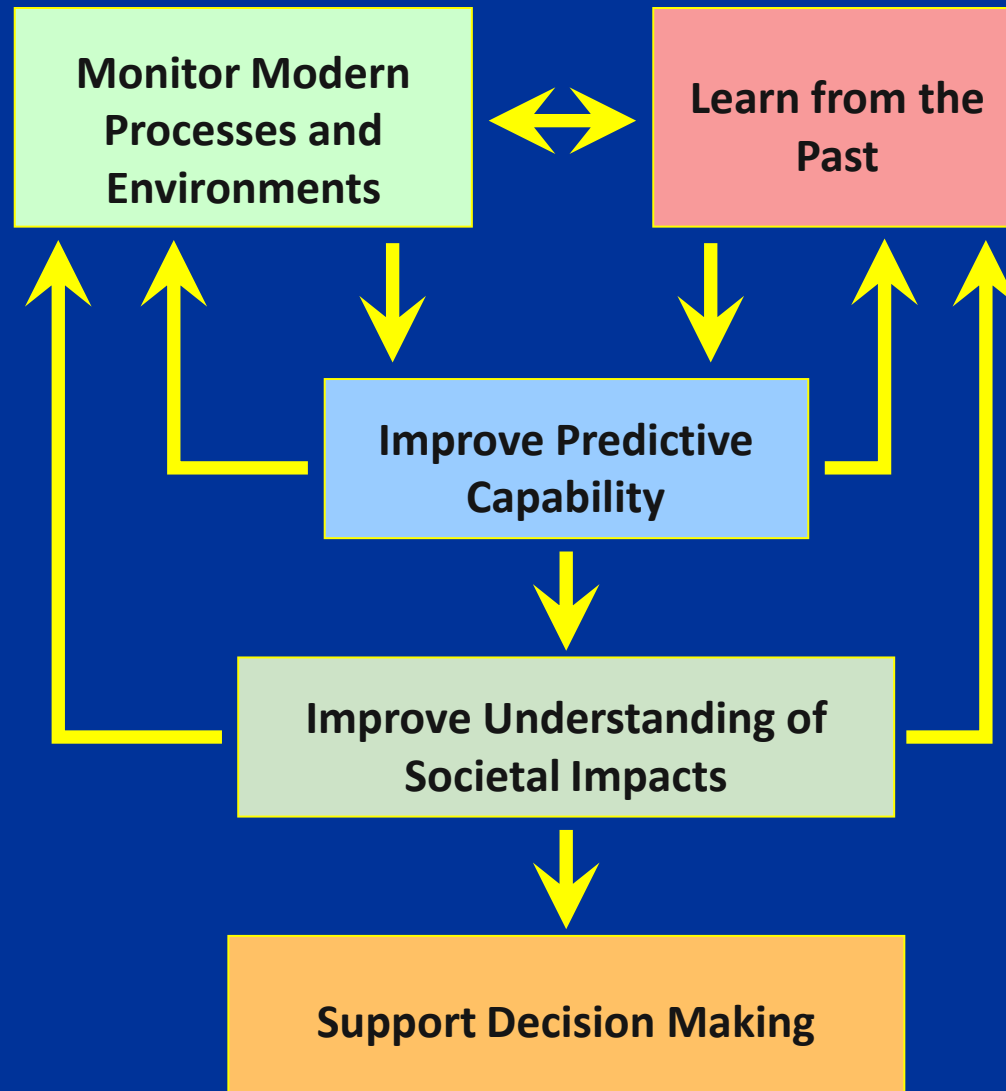 Monitor Modern
Processes and
Environments
Learn from the
Past
Improve Predictive
Capability
Improve Understanding of
Societal Impacts
Support Decision Making